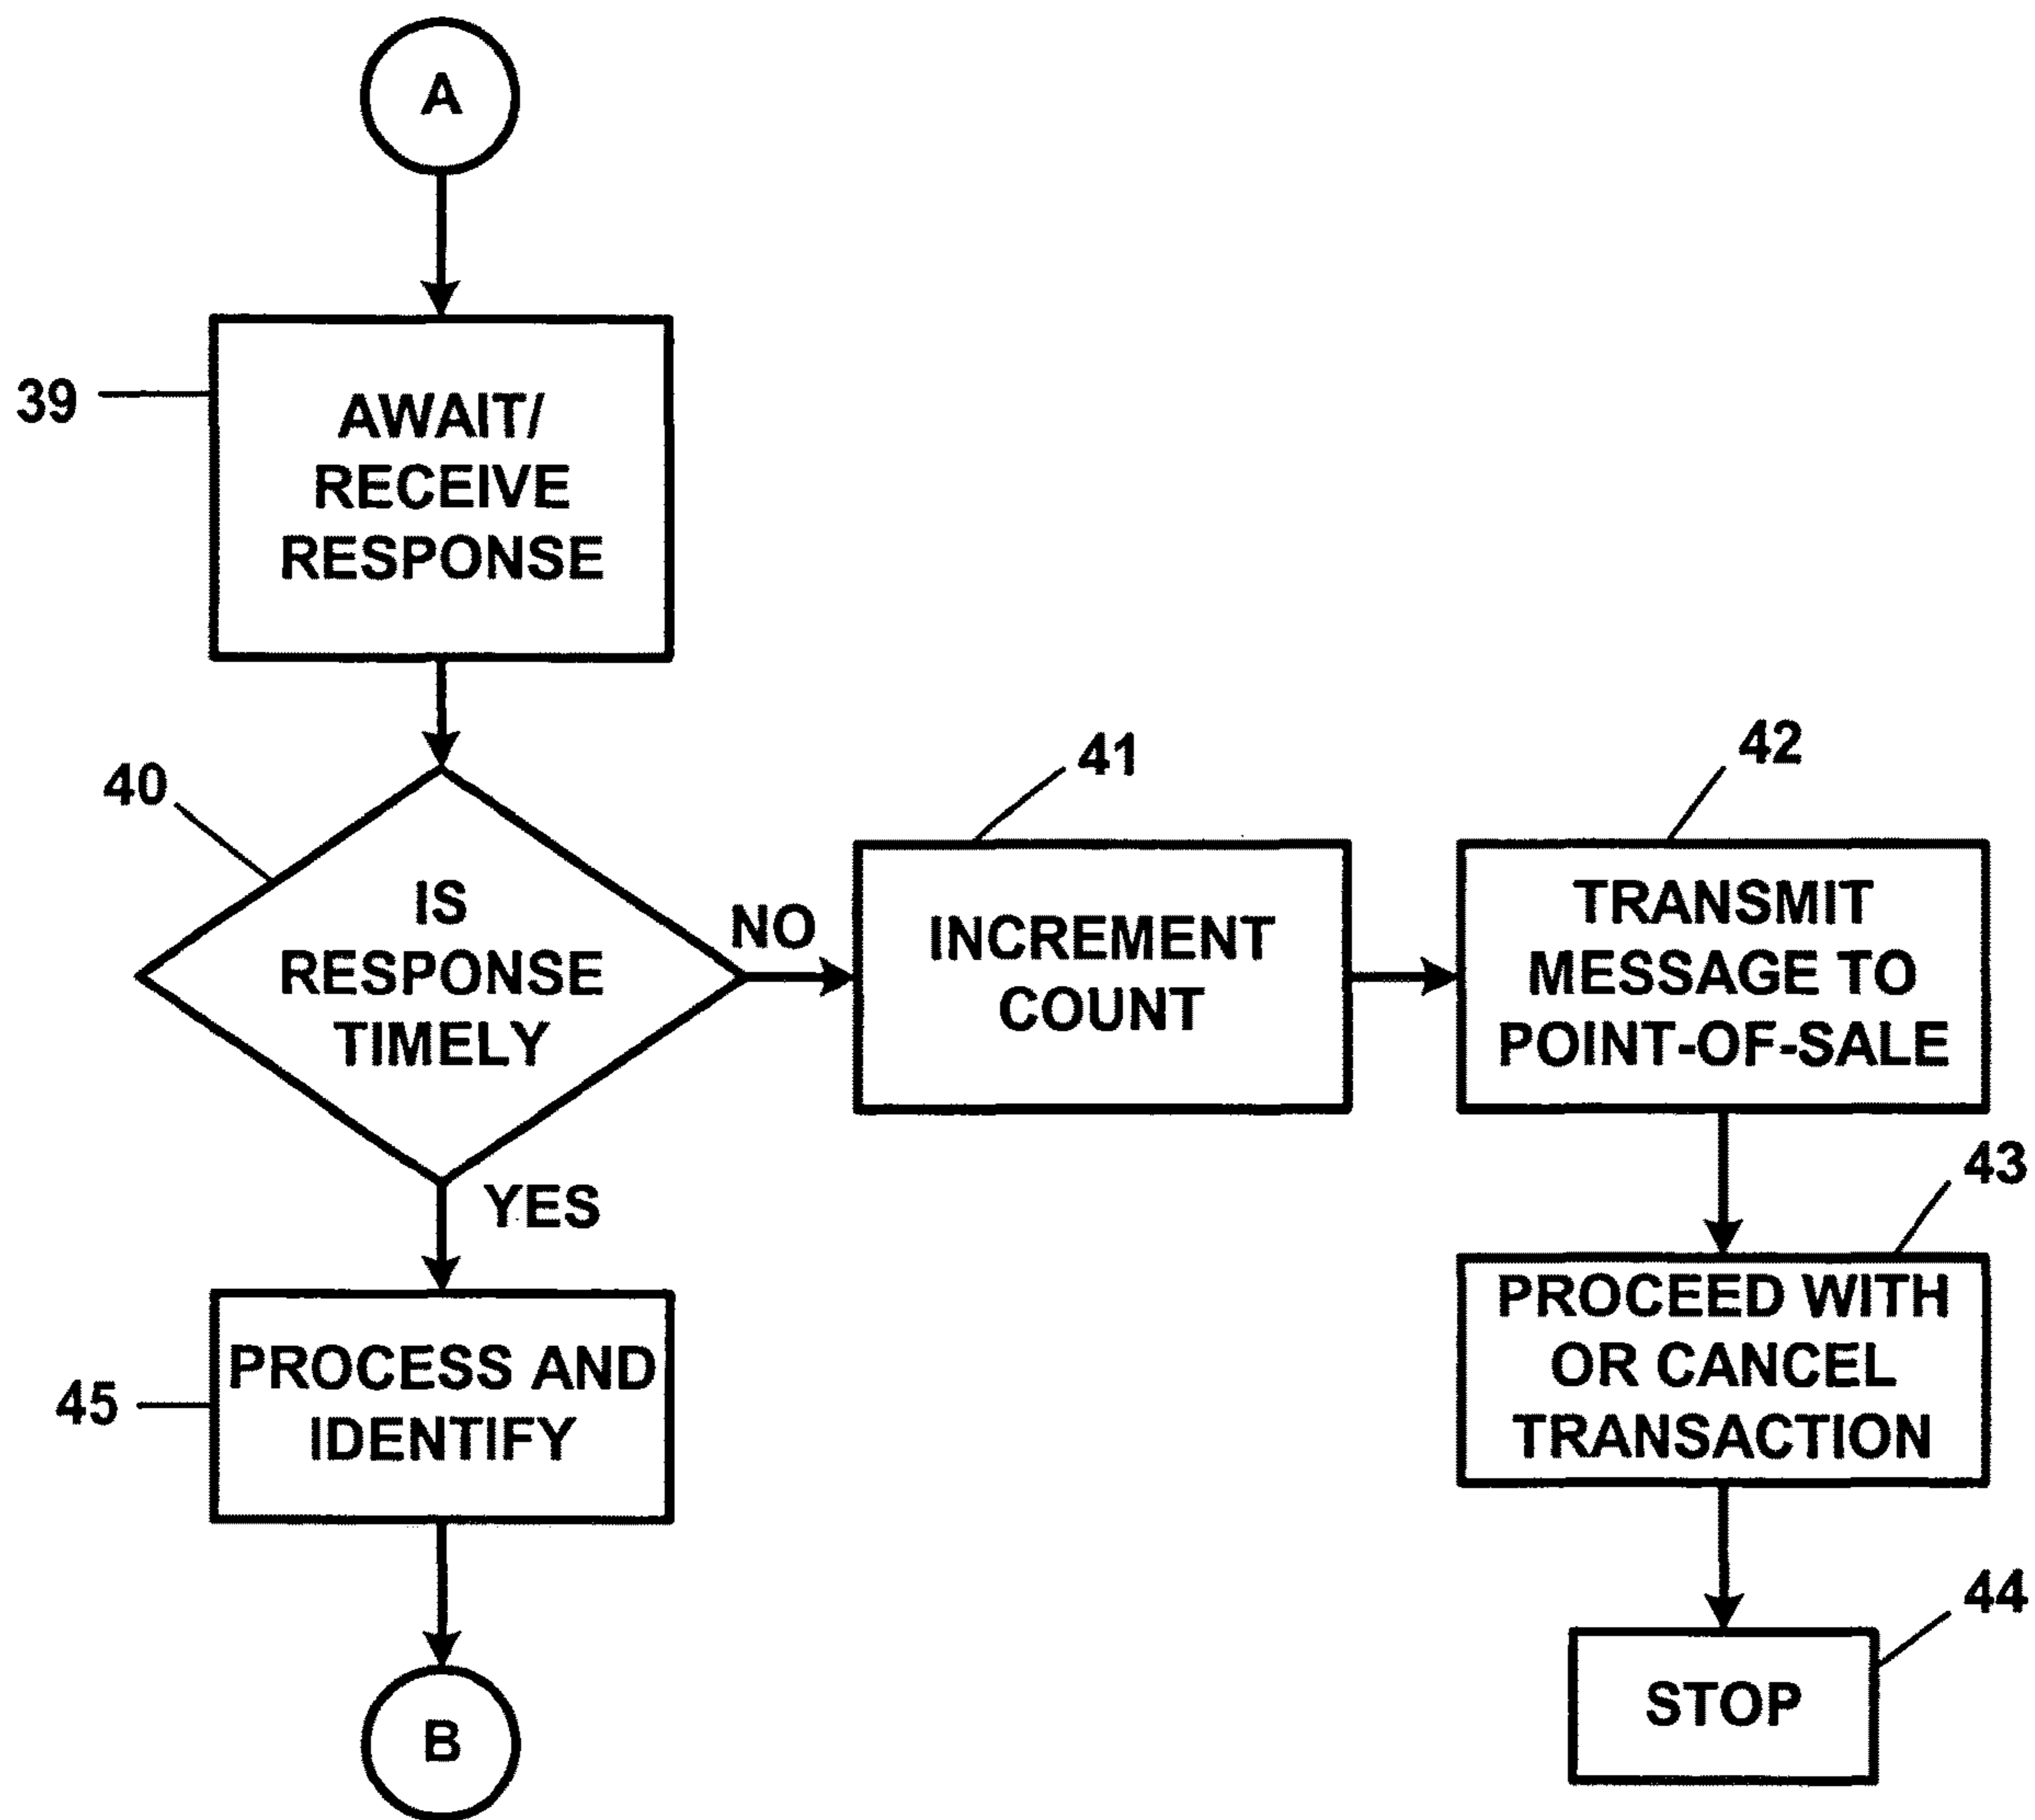 A
39
AWAIT/
RECEIVE
RESPONSE
40
IS
RESPONSE
TIMELY
NO
YES
41
INCREMENT
COUNT
42
TRANSMIT
MESSAGE TO
POINT-OF-SALE
43
PROCEED WITH
OR CANCEL
TRANSACTION
44
STOP
45
PROCESS AND
IDENTIFY
B